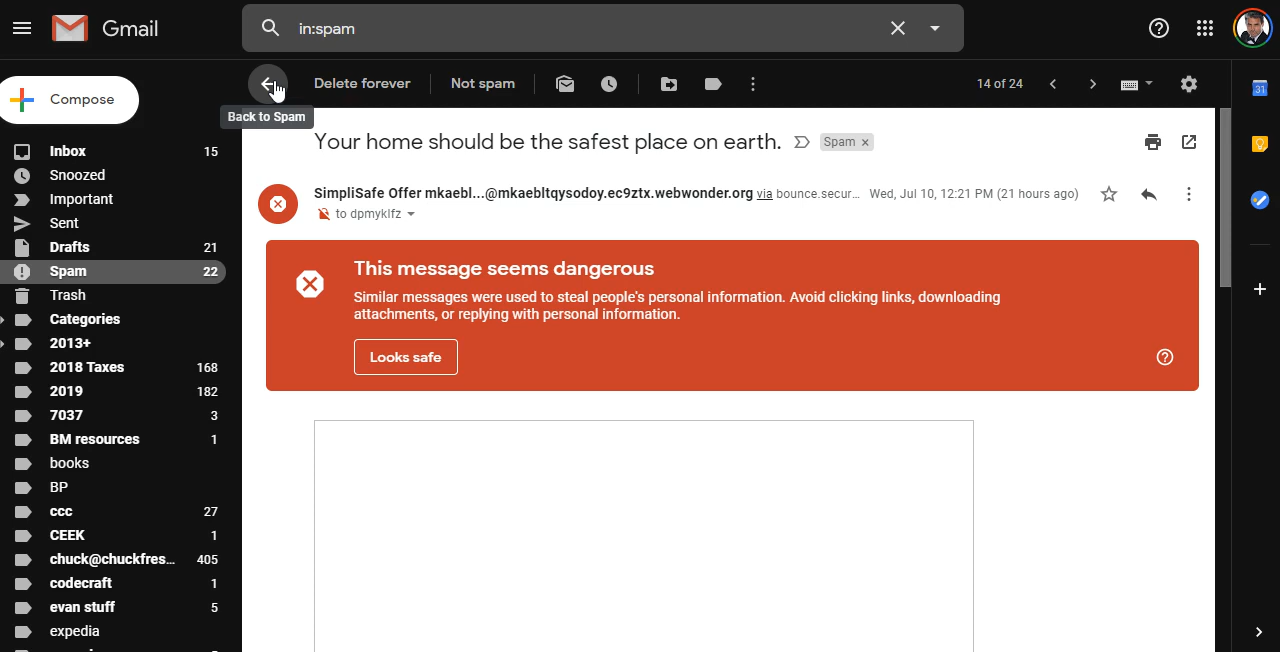 Gmail
in:spam
Compose
Delete forever
Not spam
14 of 24
31
Back to Spam
Your home should be the safest place on earth.
Spam ×
Inbox 15
Snoozed
Important
Sent
Drafts 21
Spam 22
Trash
Categories
2013+
2018 Taxes 168
2019 182
7037 3
BM resources 1
books
BP
ccc 27
CEEK 1
chuck@chuckfres... 405
codecraft 1
evan stuff 5
expedia
SimpliSafe Offer mkaebl...@mkaebltqysodoy.ec9ztx.webwonder.org via bounce.secur... Wed, Jul 10, 12:21 PM (21 hours ago)
to dpmyklfz
This message seems dangerous
Similar messages were used to steal people's personal information. Avoid clicking links, downloading
attachments, or replying with personal information.
Looks safe